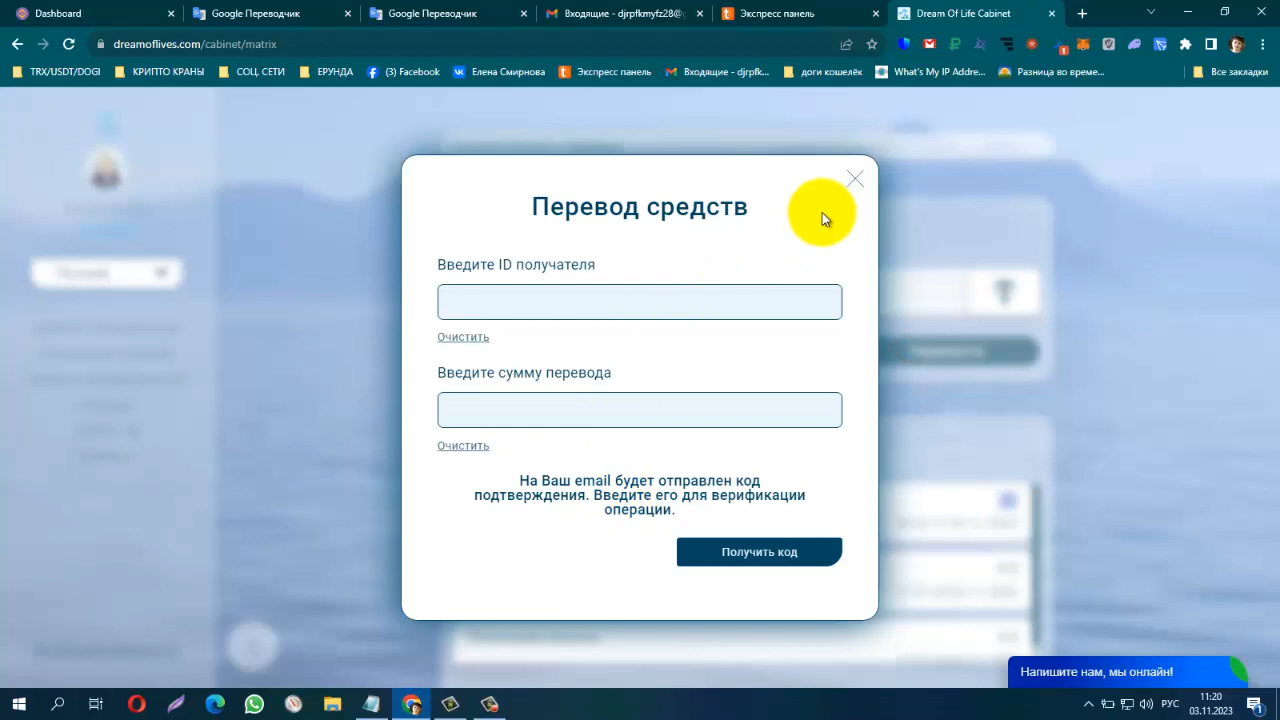 Dashboard
Google Переводчик
Google Переводчик
Входящие - djrpfkmyfz28@g
Экспресс панель
Dream Of Life Cabinet
dreamoflives.com/cabinet/matrix
TRX/USDT/DOGI
КРИПТО КРАНЫ
СОЦ. СЕТИ
ЕРУНДА
(3) Facebook
Елена Смирнова
Экспресс панель
Входящие - djrpfk...
доги кошелёк
What's My IP Addre...
Разница во време...
Все закладки
Перевод средств
Введите ID получателя
Очистить
Введите сумму перевода
Очистить
На Ваш email будет отправлен код
подтверждения. Введите его для верификации
операции.
Получить код
Напишите нам, мы онлайн!
РУС
11:20
03.11.2023